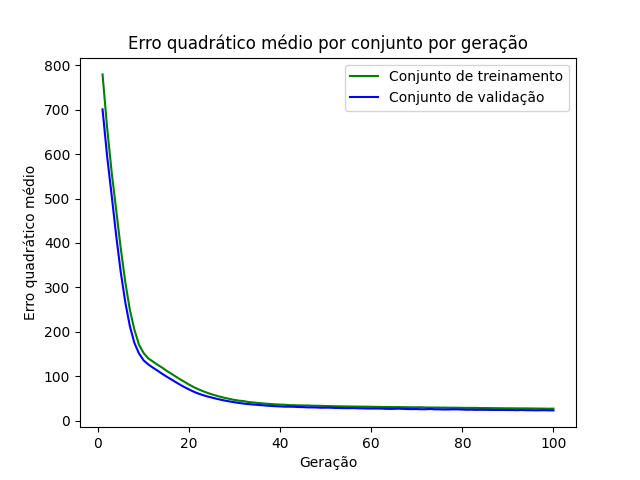 Erro quadrático médio por conjunto por geração
Conjunto de treinamento
Conjunto de validação
Erro quadrático médio
800
700
600
500
400
300
200
100
0
0 20 40 60 80 100
Geração